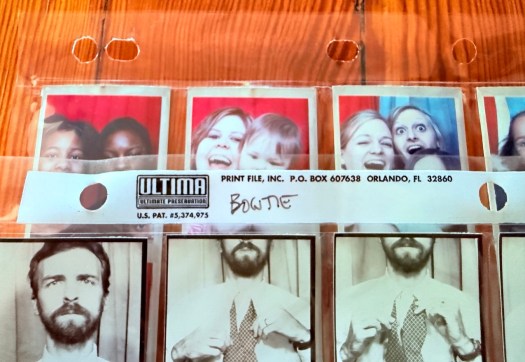 ULTIMA
ULTIMATE PRESERVATION
U.S. PAT. #5,374,975
PRINT FILE, INC. P.O. BOX 607638 ORLANDO, FL 32860
BOWTIE